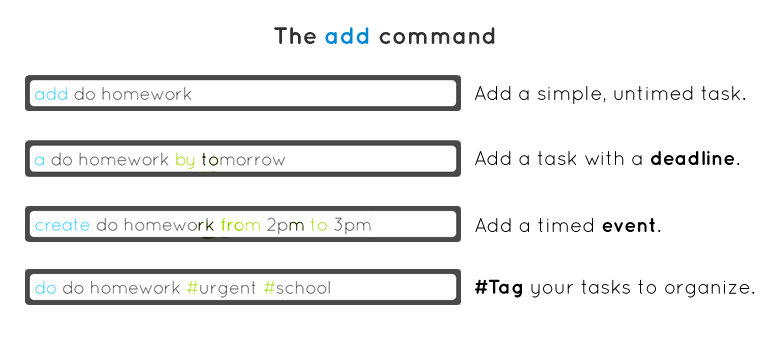 The add command
add do homework
Add a simple, untimed task.
a do homework by tomorrow
Add a task with a deadline.
create do homework from 2pm to 3pm
Add a timed event.
do do homework #urgent #school
#Tag your tasks to organize.